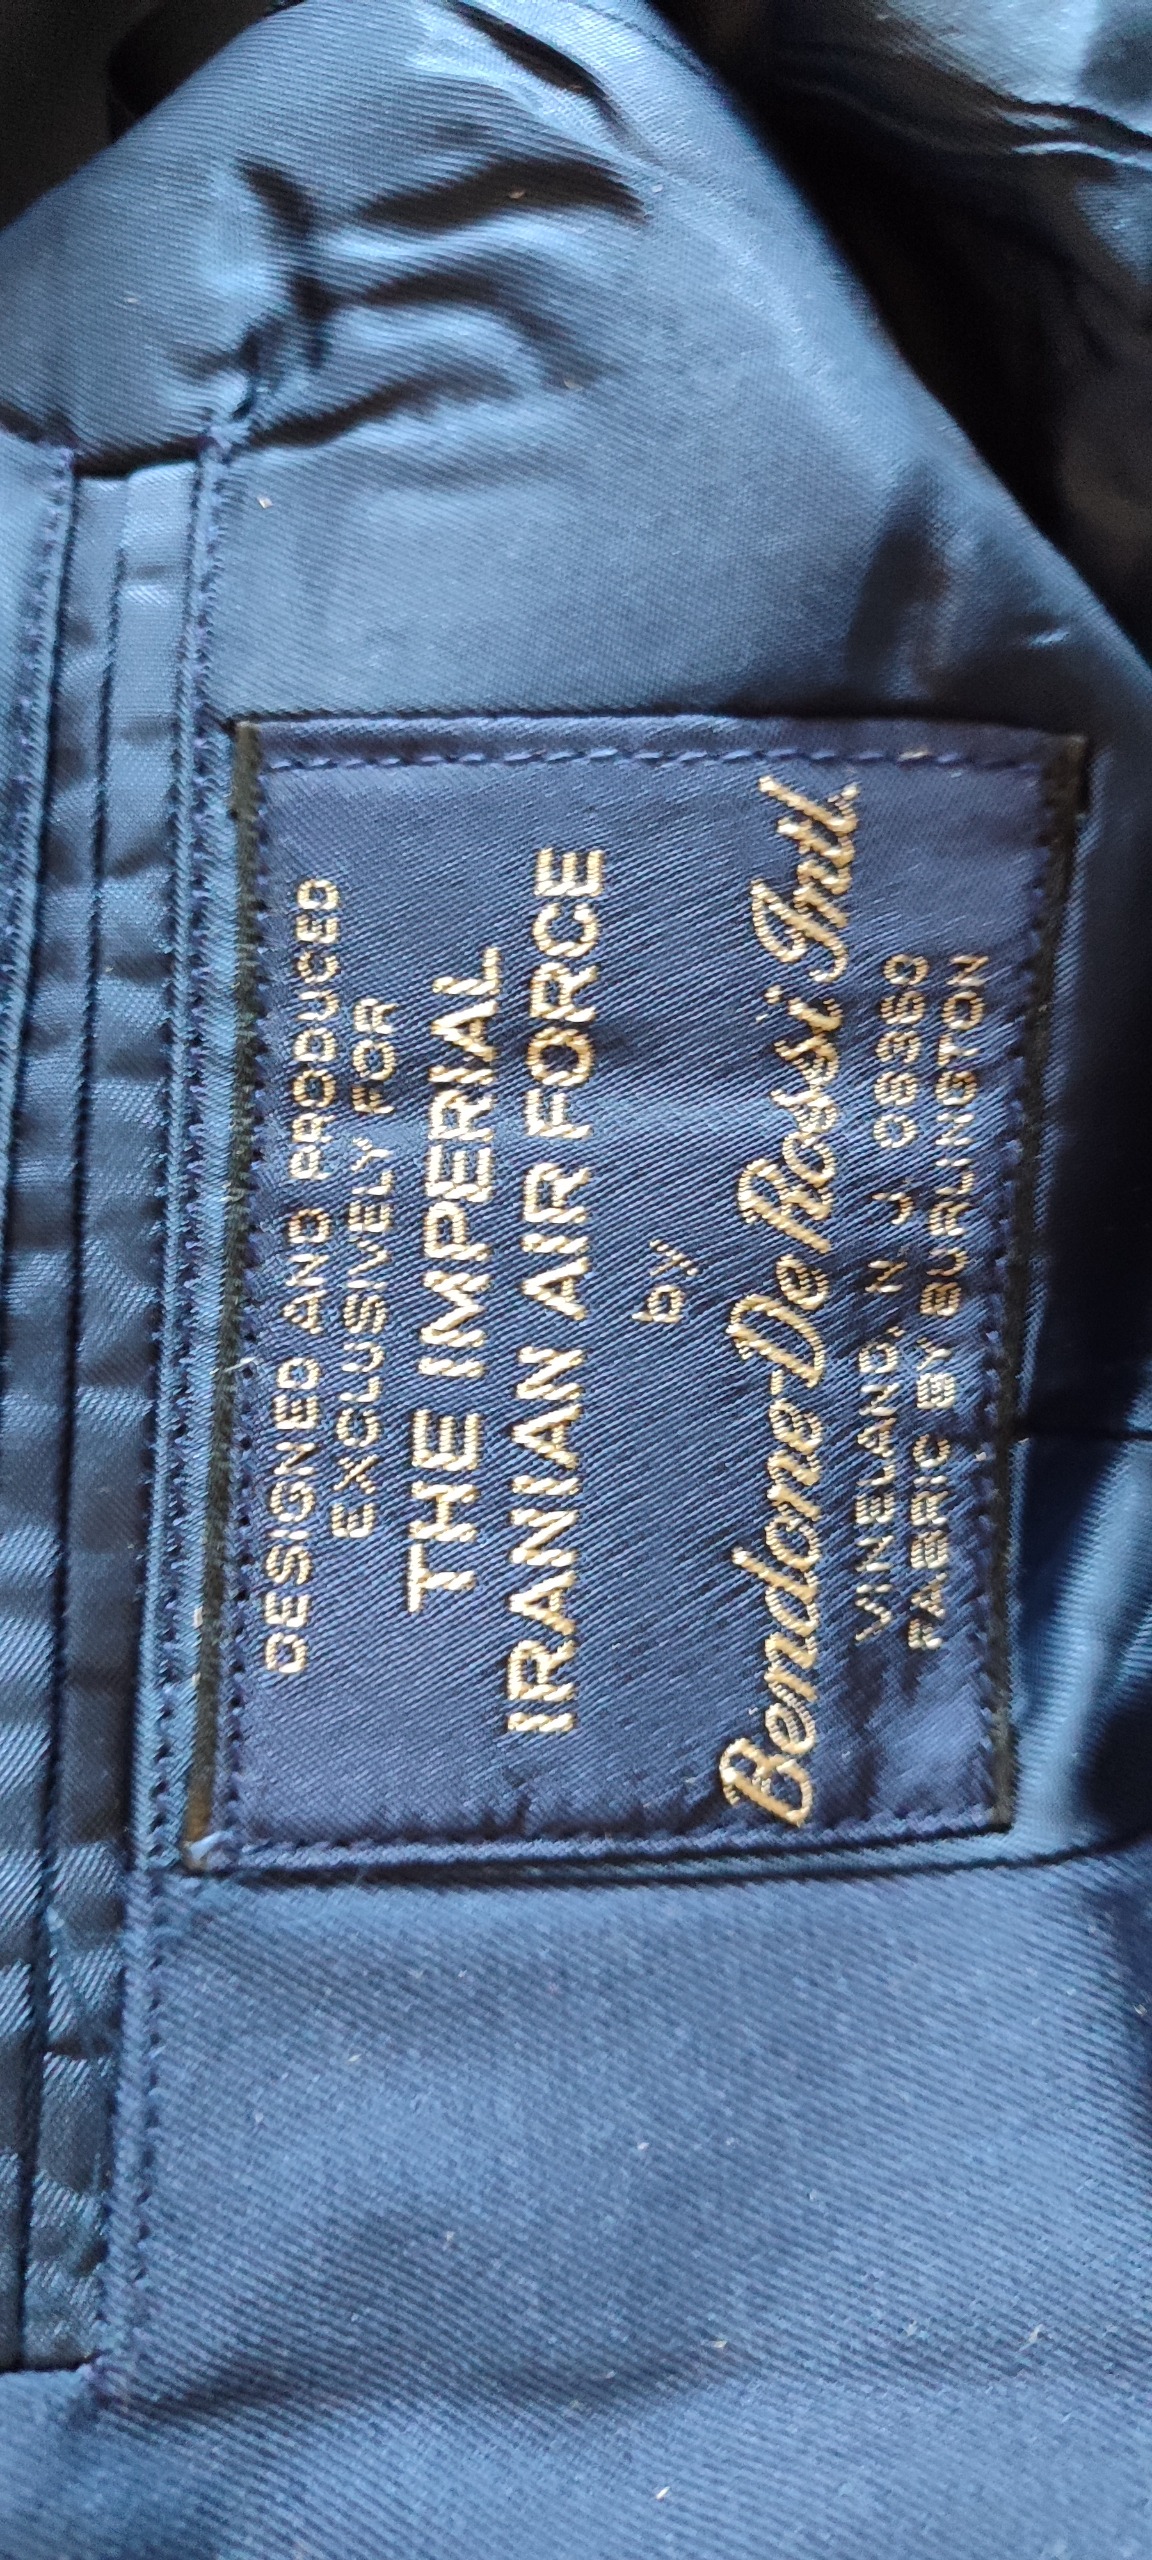 DESIGNED AND PRODUCED
EXCLUSIVELY FOR
THE IMPERIAL
IRANIAN AIR FORCE
by
Bendone-De Rossi Intl.
VINELAND, N. J. 08360
FABRIC BY BURLINGTON